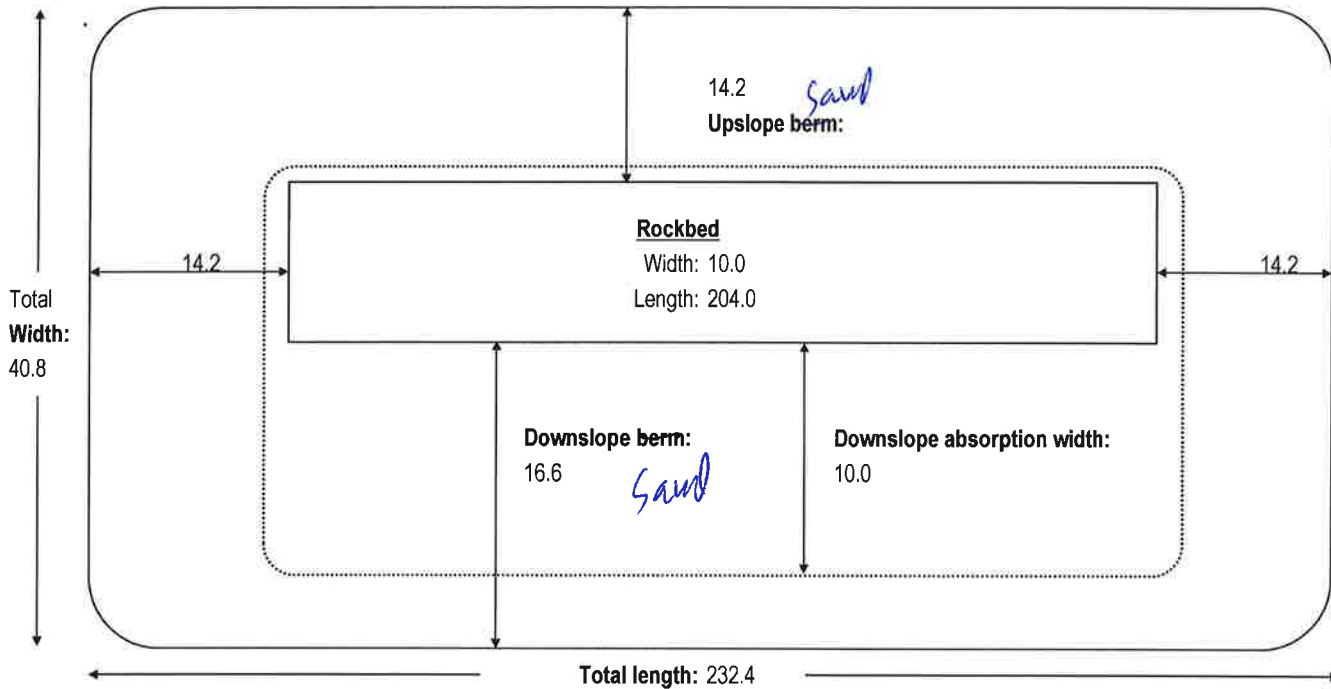 14.2 Sand
Upslope berm:
Rockbed
Width: 10.0
Length: 204.0
14.2
14.2
Total
Width:
40.8
Downslope berm:
16.6
Sand
Downslope absorption width:
10.0
Total length: 232.4